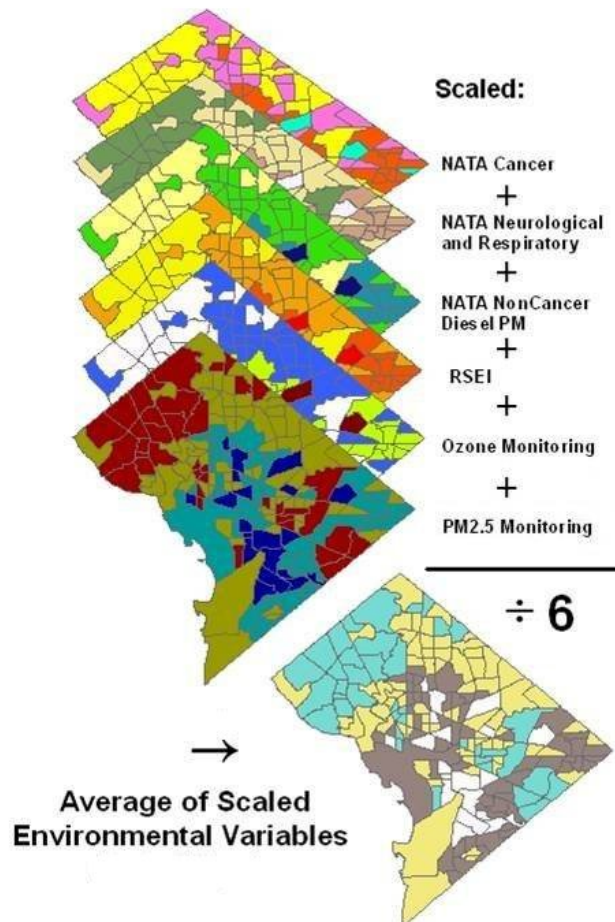 Scaled:
NATA Cancer
+
NATA Neurological
and Respiratory
+
NATA NonCancer
Diesel PM
+
RSEI
+
Ozone Monitoring
+
PM2.5 Monitoring
÷ 6
→
Average of Scaled
Environmental Variables